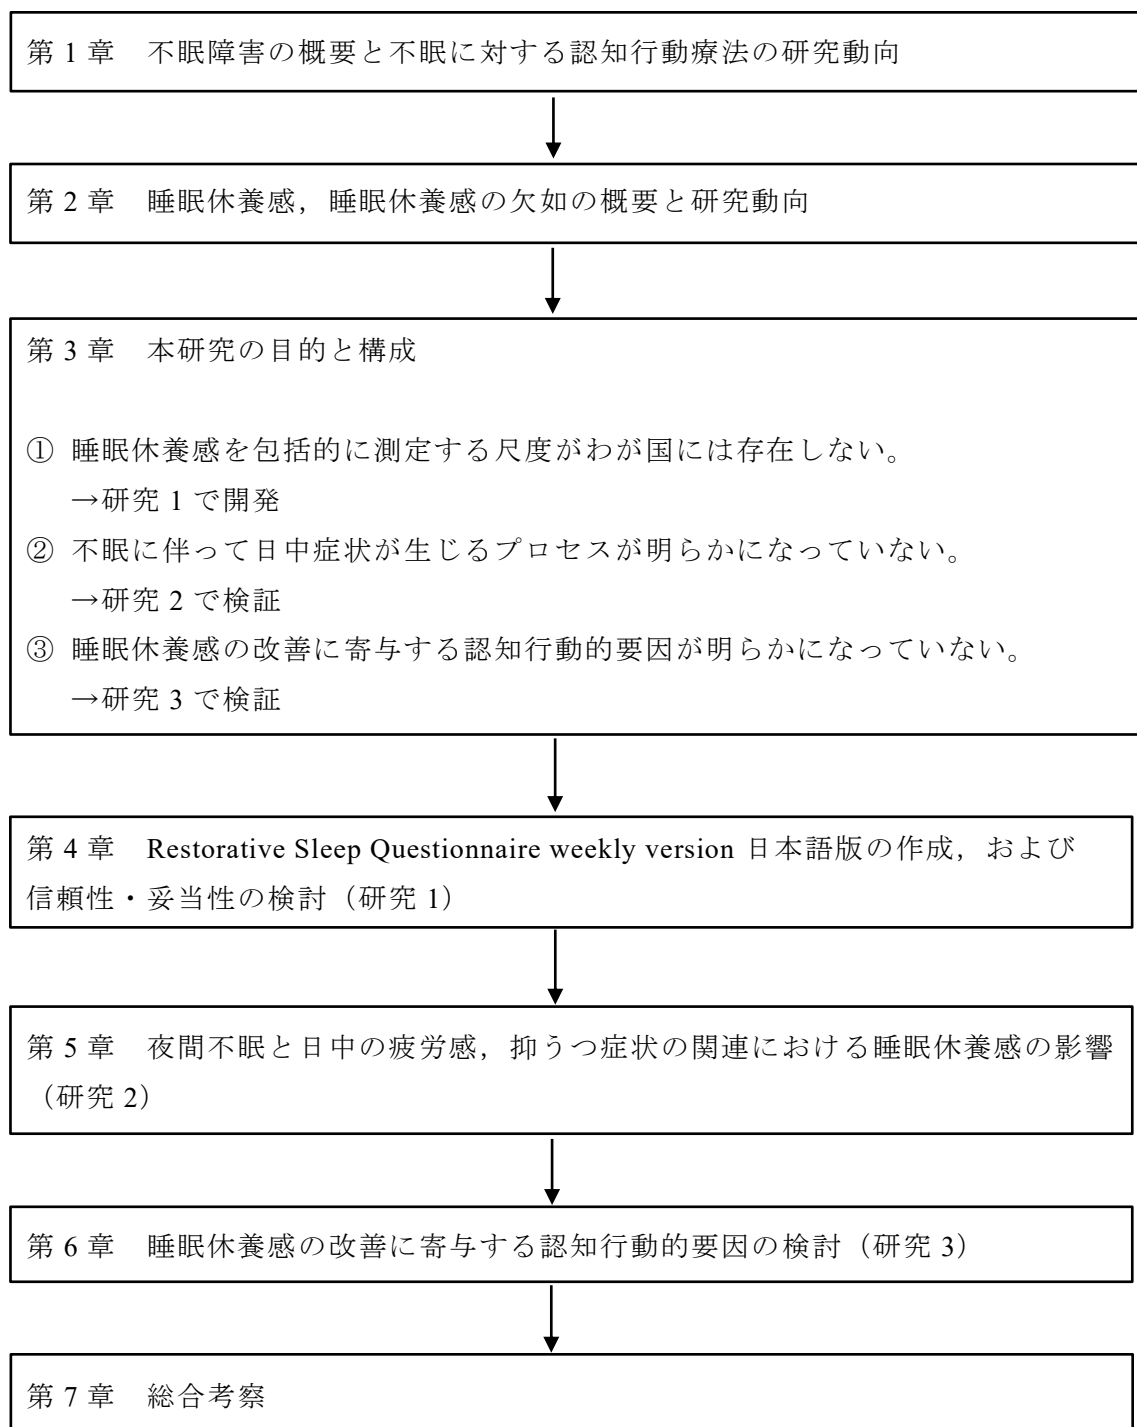 第 1 章　不眠障害の概要と不眠に対する認知行動療法の研究動向
第 2 章　睡眠休養感，睡眠休養感の欠如の概要と研究動向
第 3 章　本研究の目的と構成
① 睡眠休養感を包括的に測定する尺度がわが国には存在しない。
→研究 1 で開発
② 不眠に伴って日中症状が生じるプロセスが明らかになっていない。
→研究 2 で検証
③ 睡眠休養感の改善に寄与する認知行動的要因が明らかになっていない。
→研究 3 で検証
第 4 章　Restorative Sleep Questionnaire weekly version 日本語版の作成，および
信頼性・妥当性の検討（研究 1）
第 5 章　夜間不眠と日中の疲労感，抑うつ症状の関連における睡眠休養感の影響
（研究 2）
第 6 章　睡眠休養感の改善に寄与する認知行動的要因の検討（研究 3）
第 7 章　総合考察